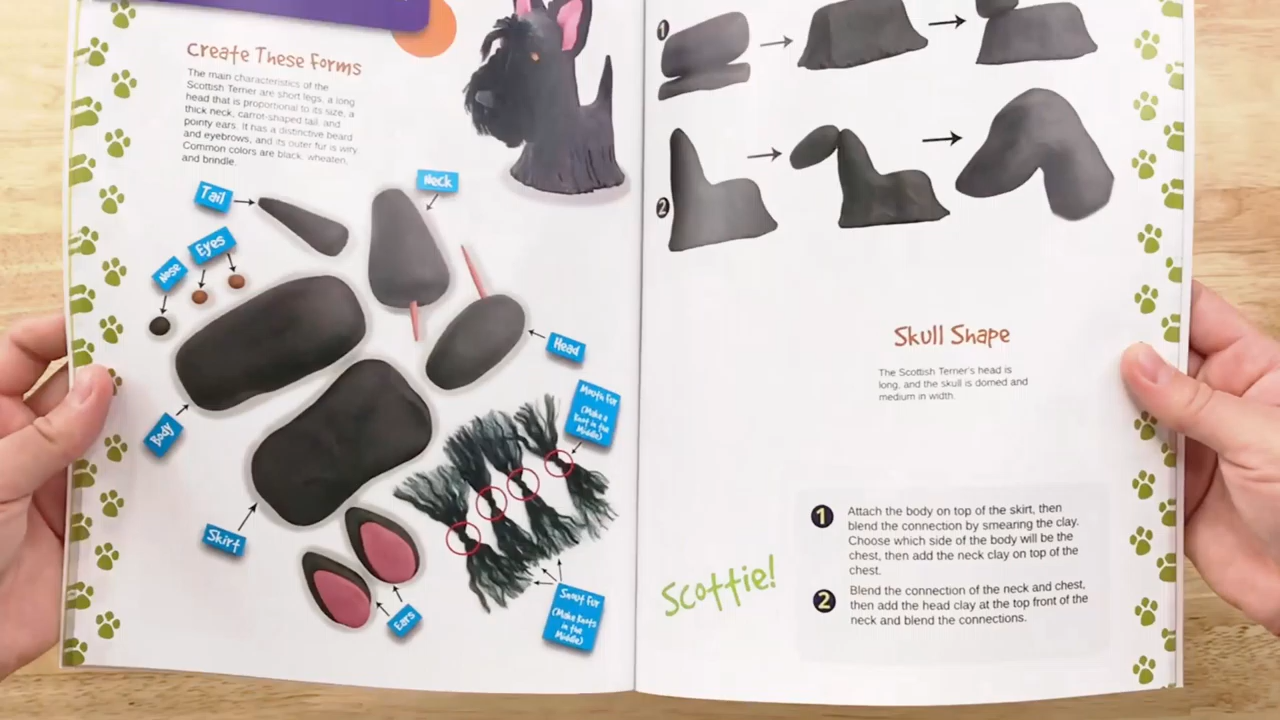 Create These Forms
The main characteristics of the
Scottish Terrier are short legs, a long
head that is proportional to its size, a
thick neck, carrot-shaped tail, and
pointy ears. It has a distinctive beard
and eyebrows, and its outer fur is wiry.
Common colors are black, wheaten,
and brindle.
Tail
Neck
Eyes
Nose
Head
Body
Mouth Fur
(Make a
Knot in the
Middle)
Skirt
Ears
Snout Fur
(Make Knots
in the
Middle)
1
2
Skull Shape
The Scottish Terrier's head is
long, and the skull is domed and
medium in width.
Scottie!
1 Attach the body on top of the skirt, then
blend the connection by smearing the clay.
Choose which side of the body will be the
chest, then add the neck clay on top of the
chest.
2 Blend the connection of the neck and chest,
then add the head clay at the top front of the
neck and blend the connections.